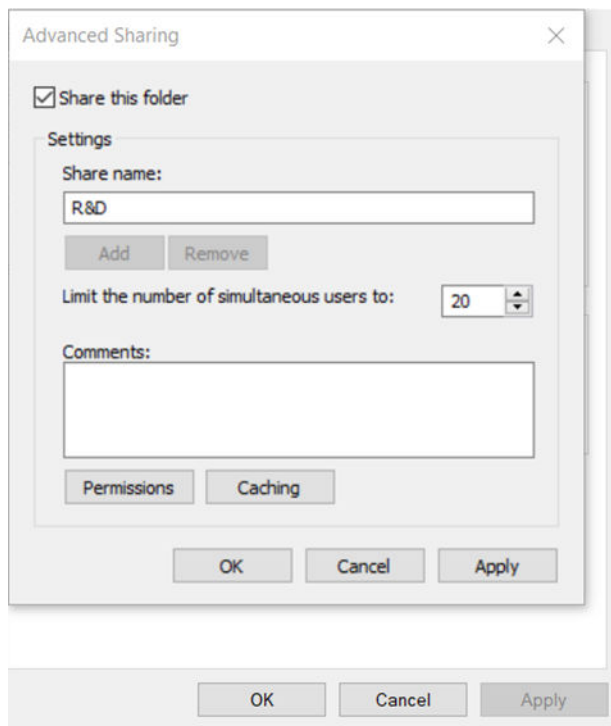 Advanced Sharing
Share this folder
Settings
Share name:
R&D
Add Remove
Limit the number of simultaneous users to: 20
Comments:
Permissions Caching
OK Cancel Apply
OK Cancel Apply